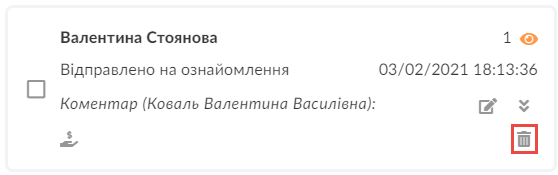 Валентина Стоянова 1
Відправлено на ознайомлення 03/02/2021 18:13:36
Коментар (Коваль Валентина Василівна):